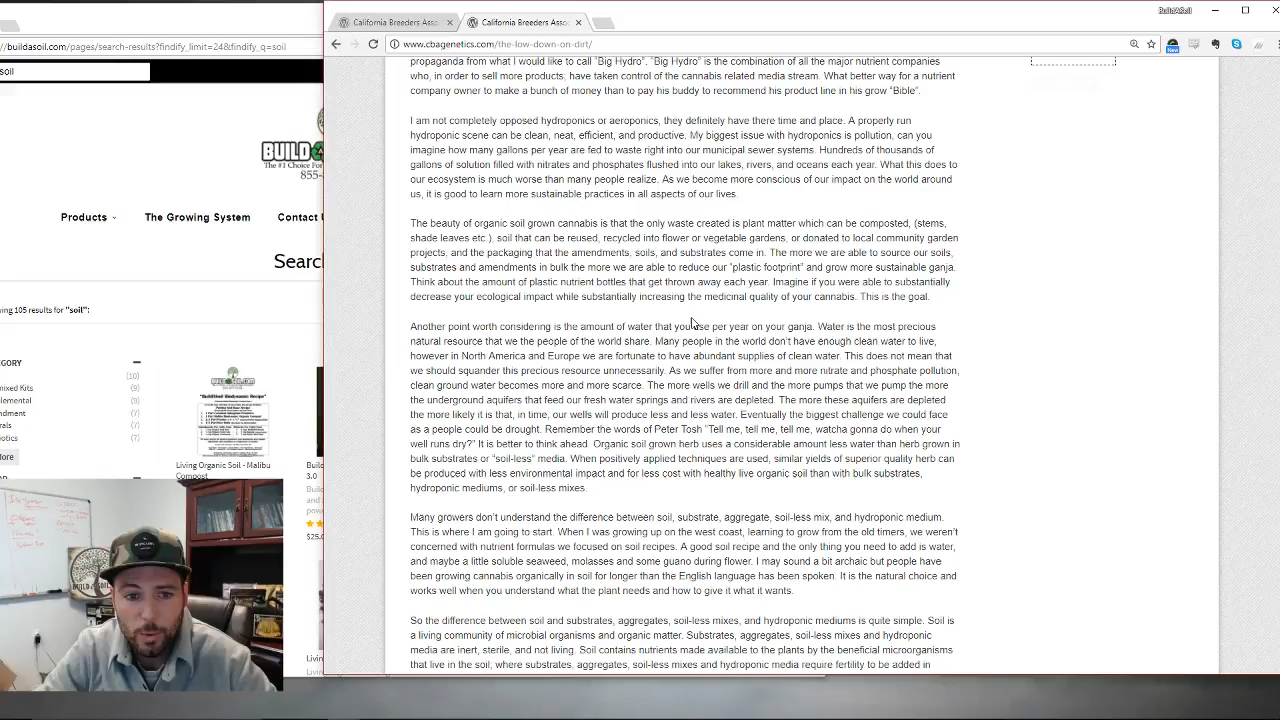 BuildASoil
California Breeders Asso
California Breeders Asso
www.cbagenetics.com/the-low-down-on-dirt/
//buildasoil.com/pages/search-results?findify_limit=24&findify_q=soil
soil
BUILD
The #1 Choice For
855-
Products
The Growing System
Contact
Searc
ing 105 results for "soil":
EGORY
mixed Kits
(10)
lemental
(9)
ndment
(9)
rals
(7)
otics
(7)
ore
BUILDASOIL.COM
Living Organic Soil - Malibu
Compost
3.0
$25.
propaganda from what I would like to call “Big Hydro”. “Big Hydro” is the combination of all the major nutrient companies
who, in order to sell more products, have taken control of the cannabis related media stream. What better way for a nutrient
company owner to make a bunch of money than to pay his buddy to recommend his product line in his grow “Bible”.
I am not completely opposed hydroponics or aeroponics, they definitely have there time and place. A properly run
hydroponic scene can be clean, neat, efficient, and productive. My biggest issue with hydroponics is pollution, can you
imagine how many gallons per year are fed to waste right into our municipal sewer systems. Hundreds of thousands of
gallons of solution filled with nitrates and phosphates flushed into our lakes, rivers, and oceans each year. What this does to
our ecosystem is much worse than many people realize. As we become more conscious of our impact on the world around
us, it is good to learn more sustainable practices in all aspects of our lives.
The beauty of organic soil grown cannabis is that the only waste created is plant matter which can be composted, (stems,
shade leaves etc.), soil that can be reused, recycled into flower or vegetable gardens, or donated to local community garden
projects, and the packaging that the amendments, soils, and substrates come in. The more we are able to source our soils,
substrates and amendments in bulk the more we are able to reduce our “plastic footprint” and grow more sustainable ganja.
Think about the amount of plastic nutrient bottles that get thrown away each year. Imagine if you were able to substantially
decrease your ecological impact while substantially increasing the medicinal quality of your cannabis. This is the goal.
Another point worth considering is the amount of water that you use per year on your ganja. Water is the most precious
natural resource that we the people of the world share. Many people in the world don’t have enough clean water to live,
however in North America and Europe we are fortunate to have abundant supplies of clean water. This does not mean that
we should squander this precious resource unnecessarily. As we suffer from more and more nitrate and phosphate pollution,
clean ground water becomes more and more scarce. The more wells we drill and the more pumps that we pump the more
the underground aquifers that feed our fresh water springs and rivers are depleted. The more these aquifers are depleted
the more likely it is that, in time, our wells will produce less and less water. Eventually the biggest challenge we could face
as a people could be drought. Remember the words of Peter Tosh “Tell me, tell me, tell me, watcha gonna do when your
well runs dry?” It is better to think ahead. Organic soil grown herb uses a considerable amount less water than herb grown in
bulk substrates or “soil-less” media. When positively applied techniques are used, similar yields of superior quality herb can
be produced with less environmental impact and for less cost with healthy live organic soil than with bulk substrates,
hydroponic mediums, or soil-less mixes.
Many growers don’t understand the difference between soil, substrate, aggregate, soil-less mix, and hydroponic medium.
This is where I am going to start. When I was growing up on the west coast, learning to grow from the old timers, we weren’t
concerned with nutrient formulas we focused on soil recipes. A good soil recipe and the only thing you need to add is water,
and maybe a little soluble seaweed, molasses and some guano during flower. I may sound a bit archaic but people have
been growing cannabis organically in soil for longer than the English language has been spoken. It is the natural choice and
works well when you understand what the plant needs and how to give it what it wants.
So the difference between soil and substrates, aggregates, soil-less mixes, and hydroponic mediums is quite simple. Soil is
a living community of microbial organisms and organic matter. Substrates, aggregates, soil-less mixes and hydroponic
media are inert, sterile, and not living. Soil contains nutrients made available to the plants by the beneficial microorganisms
that live in the soil; where substrates, aggregates, soil-less mixes and hydroponic media require fertility to be added in